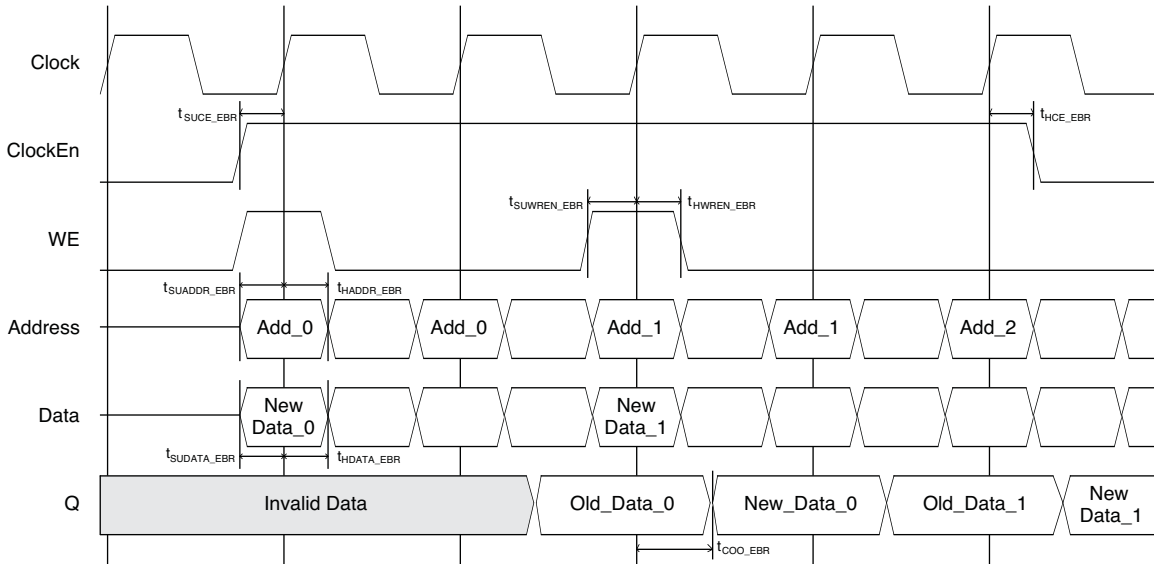 Clock
tSUCE_EBR
tHCE_EBR
ClockEn
tSUWREN_EBR
tHWREN_EBR
WE
tSUADDR_EBR
tHADDR_EBR
Address
Add_0
Add_0
Add_1
Add_1
Add_2
Data
New
Data_0
New
Data_1
tSUDATA_EBR
tHDATA_EBR
Q
Invalid Data
Old_Data_0
New_Data_0
Old_Data_1
New
Data_1
tCOO_EBR